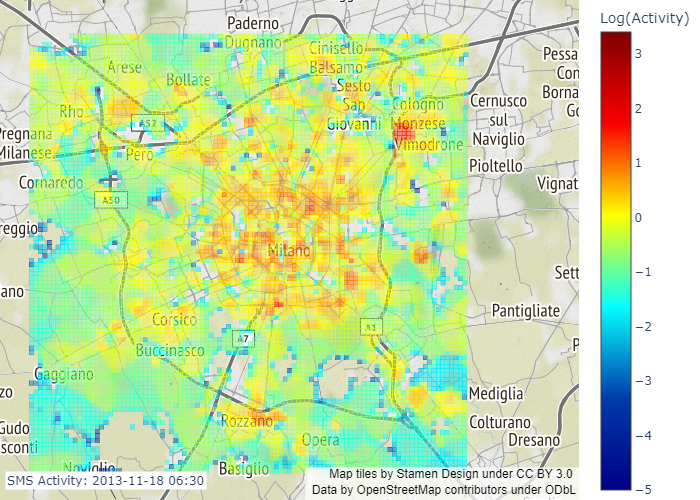 Paderno
Dugnano
Cinisello
Balsamo
Arese
Bollate
Sesto
San
Giovanni
Rho
A52
Cologno
Monzese
Vimodrone
Cernusco
sul
Naviglio
Pessa
Con
Borna
Go
Pregnana
Milanese
Pero
Pioltello
Cornaredo
A50
Vignat
reggio
Milano
Sett
ano
Pantigliate
Corsico
A1
A7
P
Buccinasco
Gaggiano
zo
Mediglia
Rozzano
Colturano
Gudo
sconti
Opera
Dresano
Noviglio
Basiglio
SMS Activity: 2013-11-18 06:30
Map tiles by Stamen Design under CC BY 3.0
Data by OpenStreetMap contributors under ODbL
Log(Activity)
3
2
1
0
−1
−2
−3
−4
−5